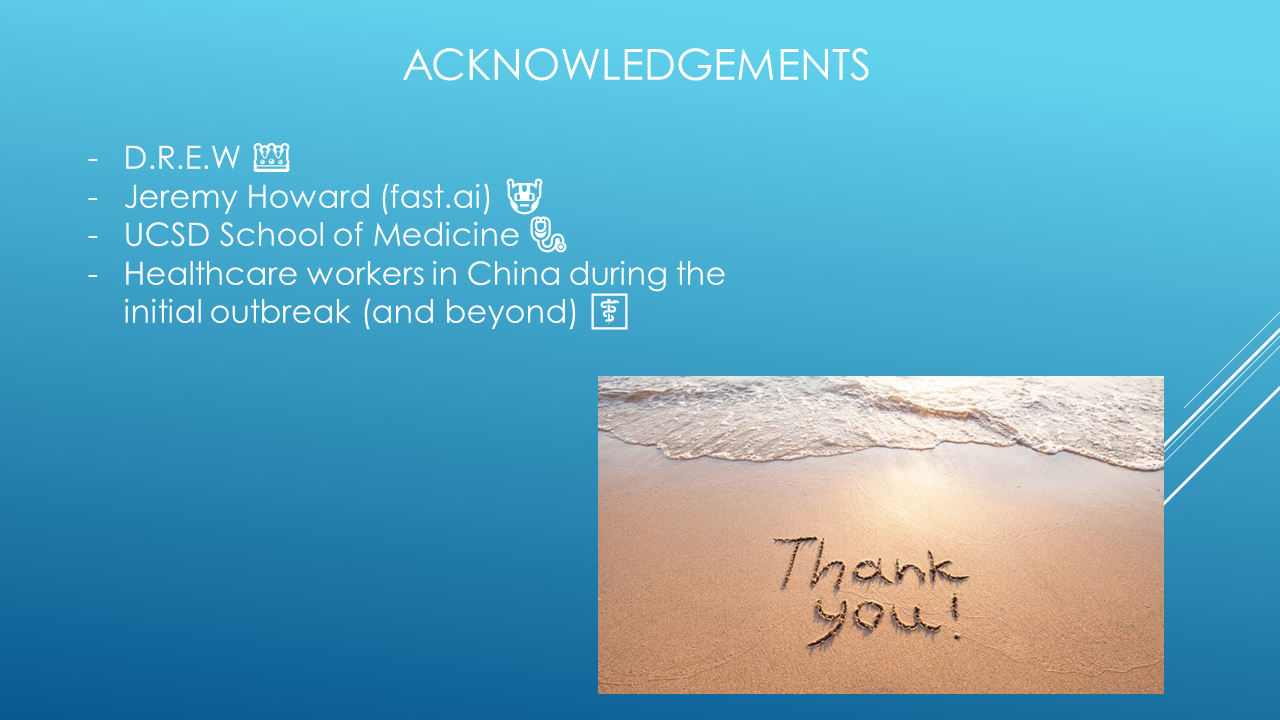 ACKNOWLEDGEMENTS
- D.R.E.W 👑
- Jeremy Howard (fast.ai) 🤖
- UCSD School of Medicine 🩺
- Healthcare workers in China during the
initial outbreak (and beyond) ⚕
Thank
you!